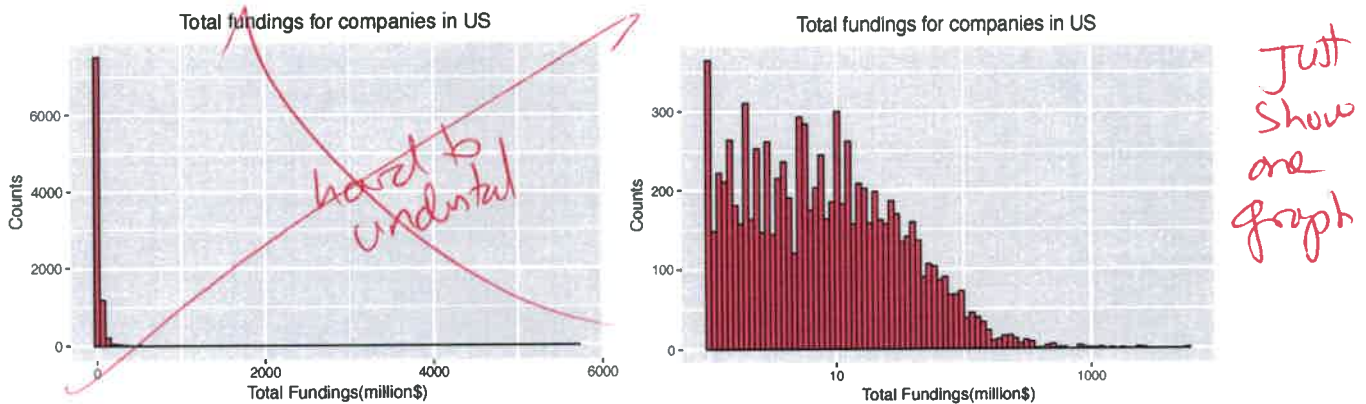 Total fundings for companies in US
6000
4000
2000
0
Counts
0
2000
4000
6000
Total Fundings(million$)
hard to
Total fundings for companies in US
300
200
100
0
Counts
10
1000
Total Fundings(million$)
Just
Show
one
graph